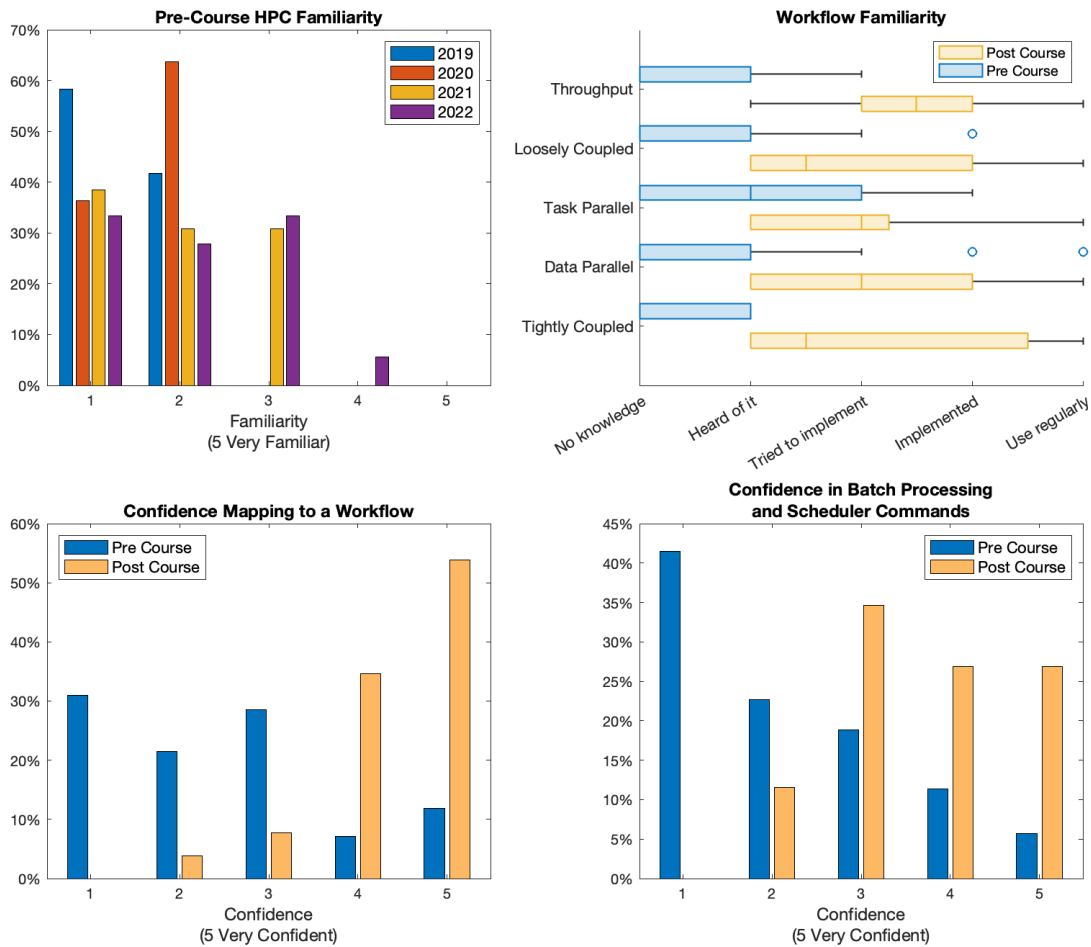 Pre-Course HPC Familiarity
70%
60%
50%
40%
30%
20%
10%
0%
2019
2020
2021
2022
1 2 3 4 5
Familiarity
(5 Very Familiar)
Workflow Familiarity
Post Course
Pre Course
Throughput
Loosely Coupled
Task Parallel
Data Parallel
Tightly Coupled
No knowledge
Heard of it
Tried to implement
Implemented
Use regularly
Confidence Mapping to a Workflow
60%
50%
40%
30%
20%
10%
0%
Pre Course
Post Course
1 2 3 4 5
Confidence
(5 Very Confident)
Confidence in Batch Processing
and Scheduler Commands
45%
40%
35%
30%
25%
20%
15%
10%
5%
0%
Pre Course
Post Course
1 2 3 4 5
Confidence
(5 Very Confident)